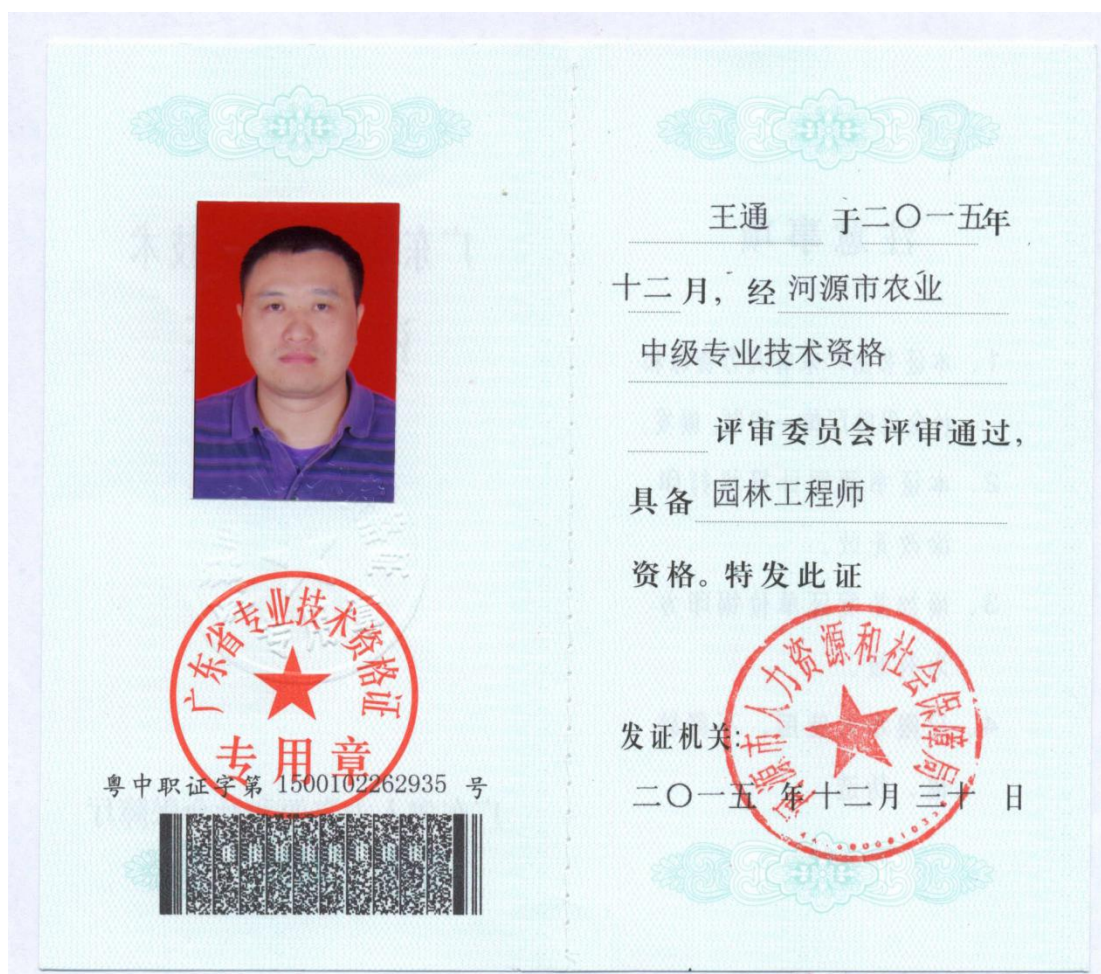 广东省专业技术资格证
专用章
粤中职证字第 1500102262935 号
王通 于二〇一五年
十二月，经 河源市农业
中级专业技术资格
评审委员会评审通过，
具备 园林工程师
资格。特发此证
河源市人力资源和社会保障局
发证机关：
二〇一五 年十二月 三十 日